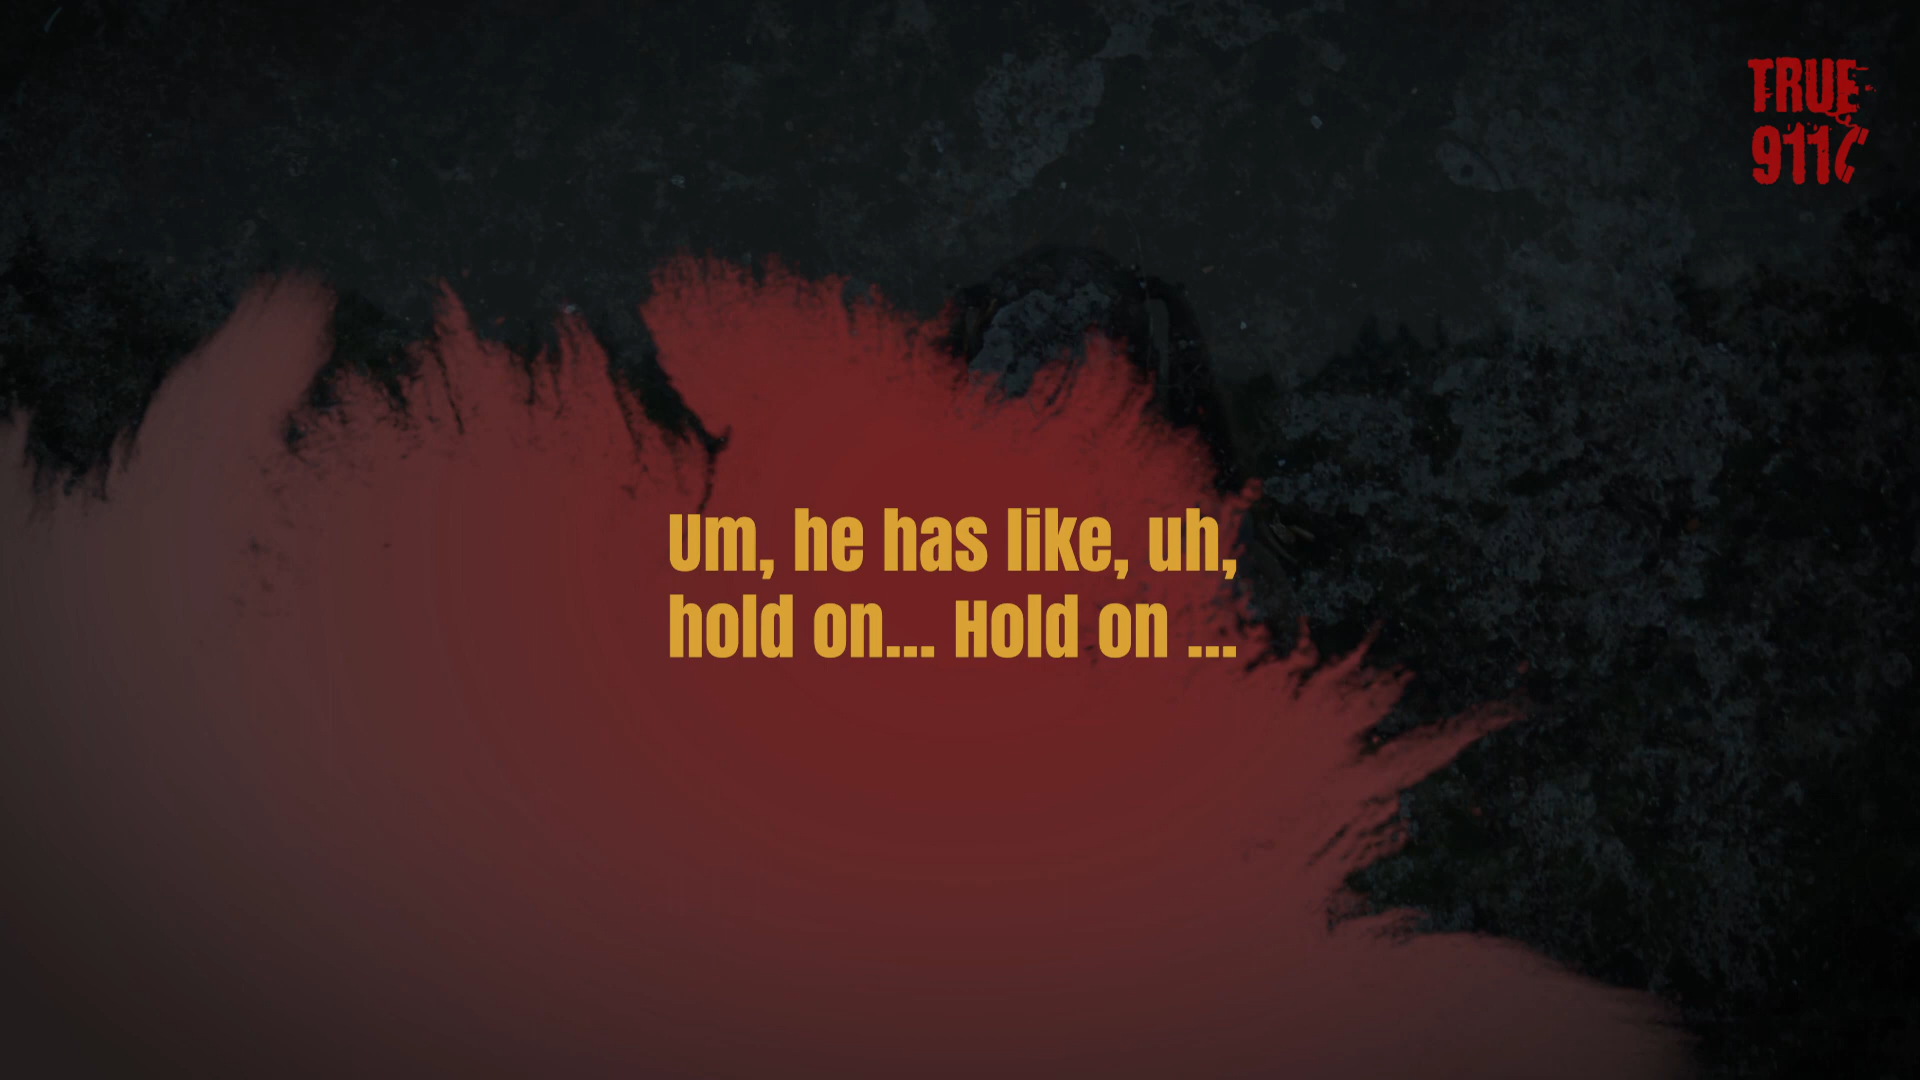 TRUE
911
Um, he has like, uh,
hold on... Hold on ...